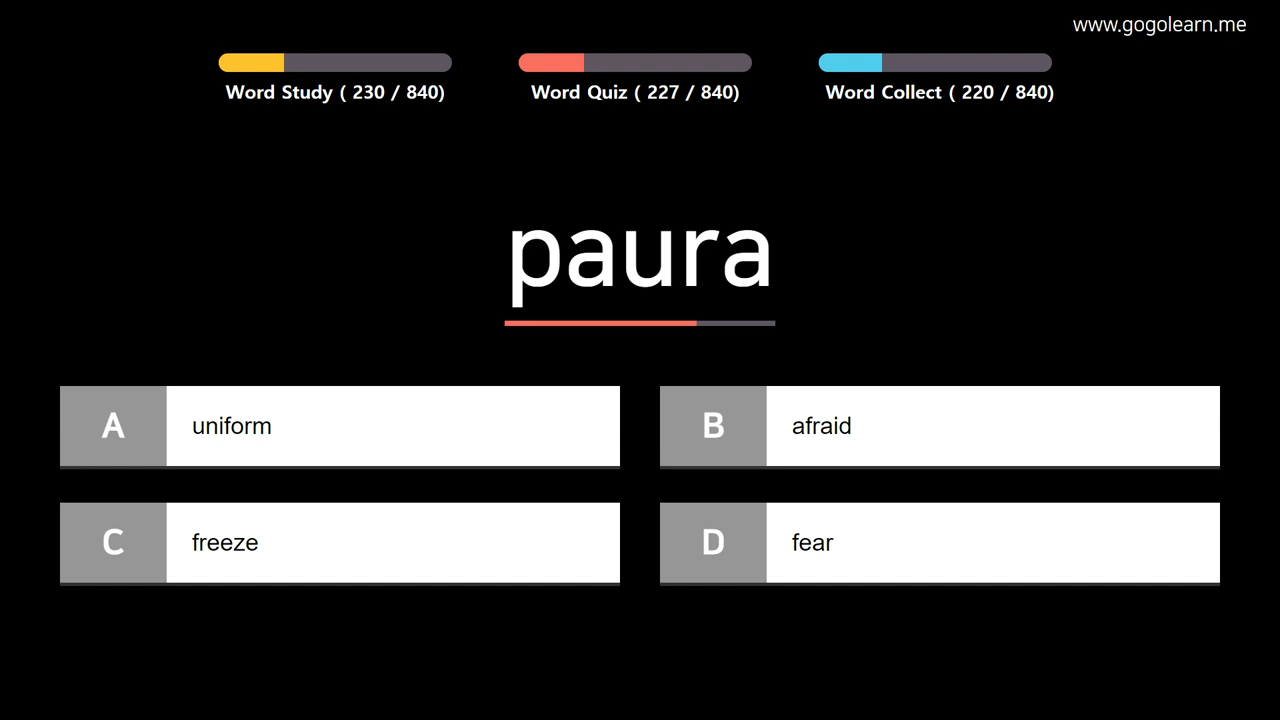 www.gogolearn.me
Word Study ( 230 / 840)
Word Quiz ( 227 / 840)
Word Collect ( 220 / 840)
paura
A uniform
B afraid
C freeze
D fear